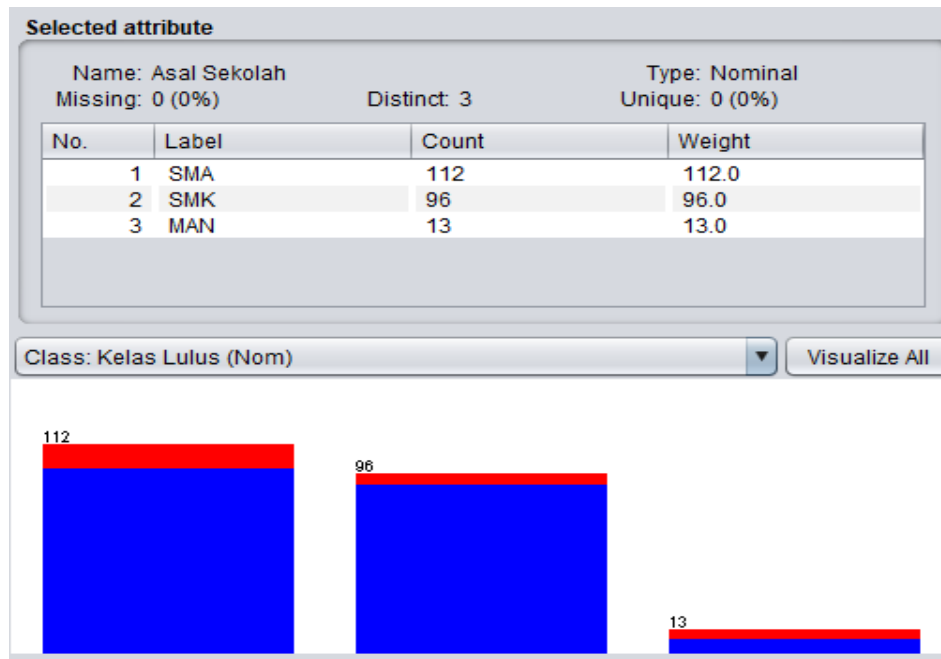 Selected attribute
Name: Asal Sekolah Type: Nominal
Missing: 0 (0%) Distinct: 3 Unique: 0 (0%)
No. Label Count Weight
1 SMA 112 112.0
2 SMK 96 96.0
3 MAN 13 13.0
Class: Kelas Lulus (Nom) Visualize All
112
96
13